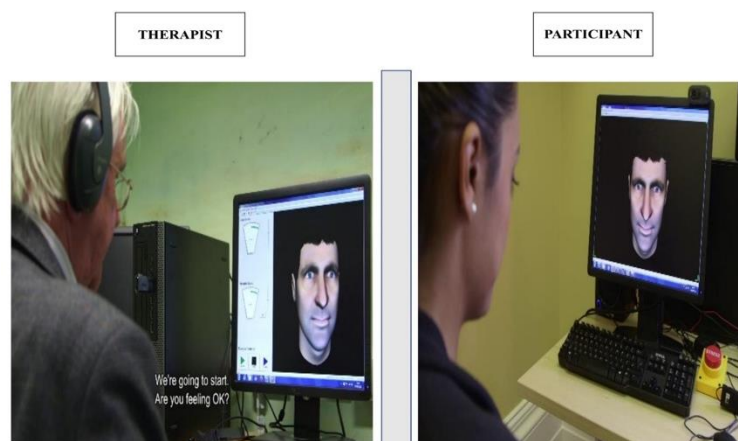 THERAPIST
PARTICIPANT
We're going to start.
Are you feeling OK?